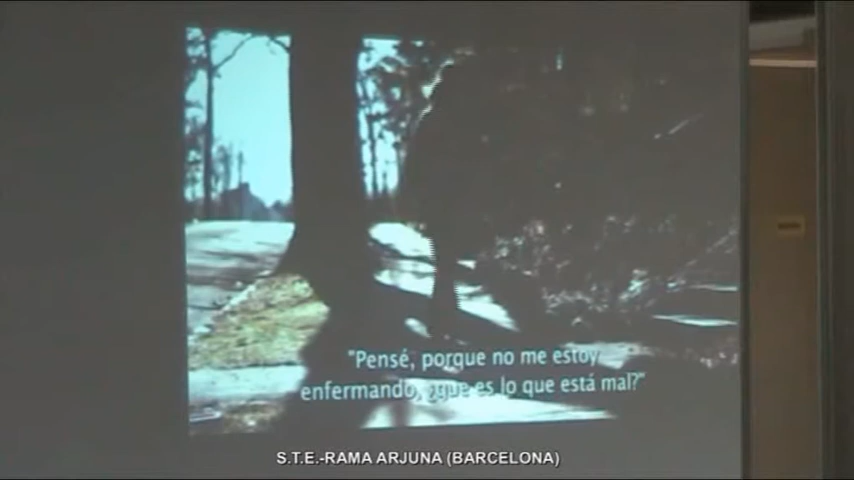 "Pensé, porque no me estoy
enfermando, ¿que es lo que está mal?"
S.T.E.-RAMA ARJUNA (BARCELONA)